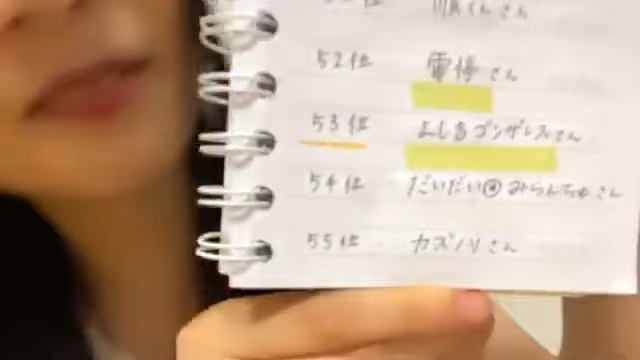 52位 電停さん
53位 よしるゴンザレスさん
54位 だいだい◎みらんちゅさん
55位 カズノリさん